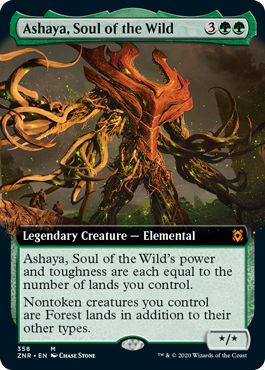 Ashaya, Soul of the Wild 3
Legendary Creature — Elemental
Ashaya, Soul of the Wild's power
and toughness are each equal to the
number of lands you control.
Nontoken creatures you control
are Forest lands in addition to their
other types.
*/*
358 M
ZNR • EN CHASE STONE
™ & © 2020 Wizards of the Coast